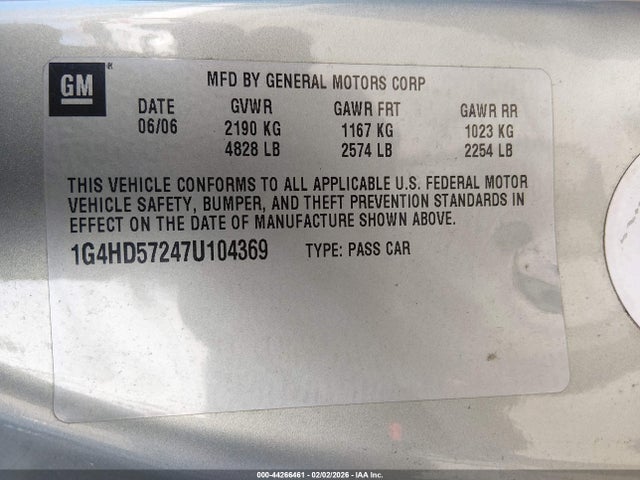 GM
MFD BY GENERAL MOTORS CORP
DATE GVWR GAWR FRT GAWR RR
06/06 2190 KG 1167 KG 1023 KG
4828 LB 2574 LB 2254 LB
THIS VEHICLE CONFORMS TO ALL APPLICABLE U.S. FEDERAL MOTOR
VEHICLE SAFETY, BUMPER, AND THEFT PREVENTION STANDARDS IN
EFFECT ON THE DATE OF MANUFACTURE SHOWN ABOVE.
1G4HD57247U104369 TYPE: PASS CAR
000-44266461 - 02/02/2026 - IAA Inc.